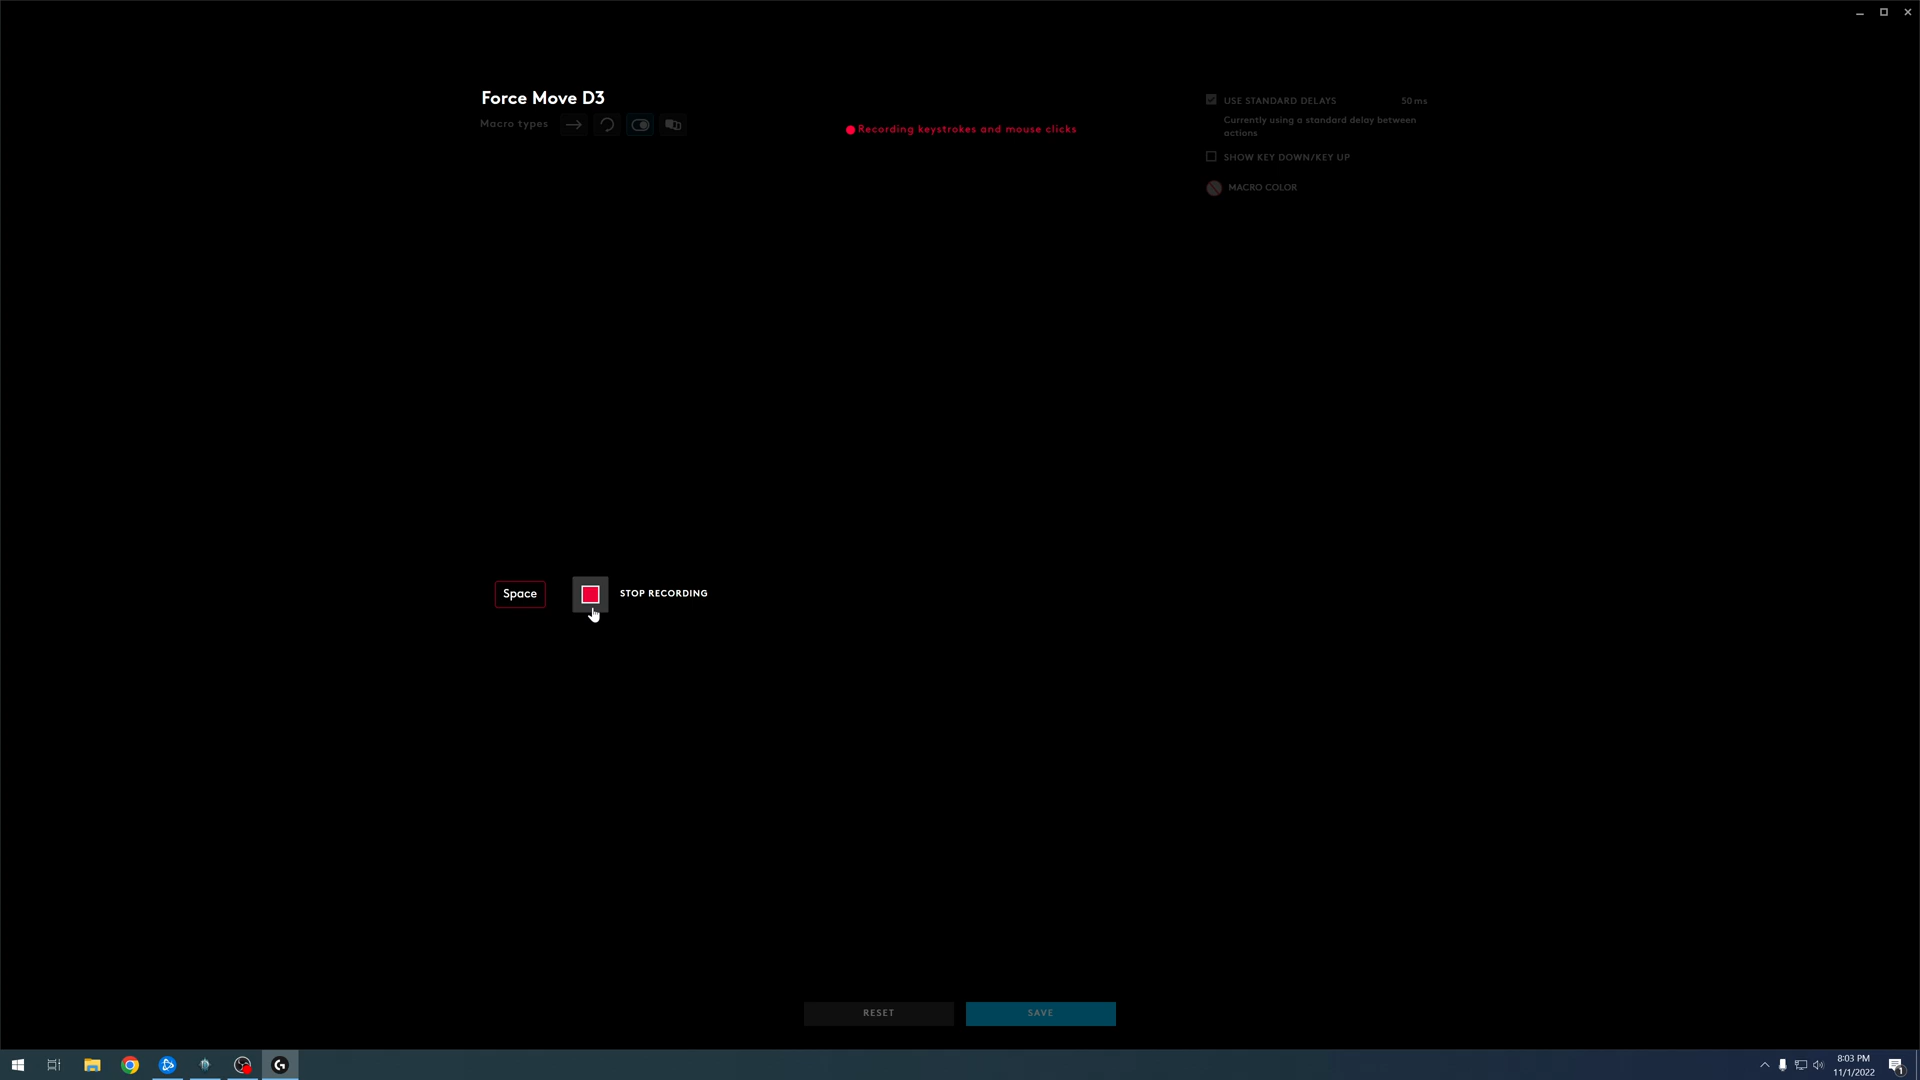 Force Move D3
Macro types
Recording keystrokes and mouse clicks
USE STANDARD DELAYS 50 ms
Currently using a standard delay between
actions
SHOW KEY DOWN/KEY UP
MACRO COLOR
Space
STOP RECORDING
RESET
SAVE
8:03 PM
11/1/2022
1